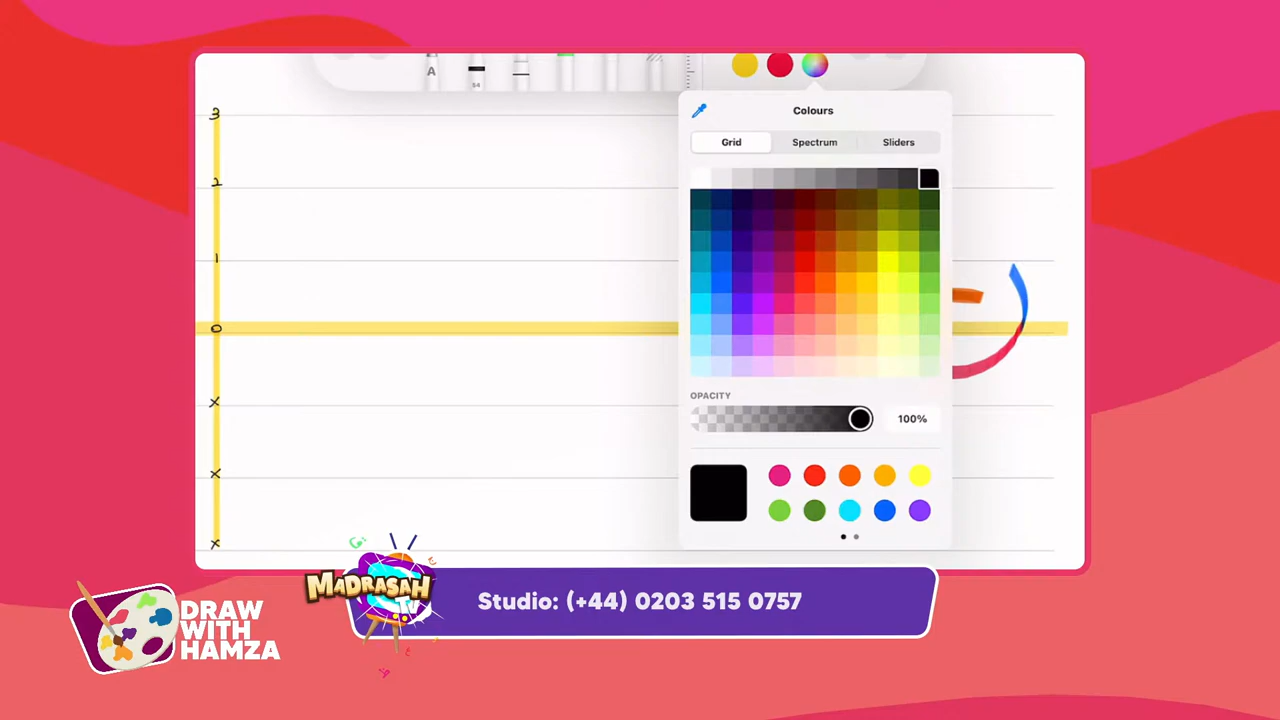 A
54
Colours
Grid
Spectrum
Sliders
3
2
1
0
x
x
x
OPACITY
100%
MADRASAH
TV
Studio: (+44) 0203 515 0757
DRAW
WITH
HAMZA